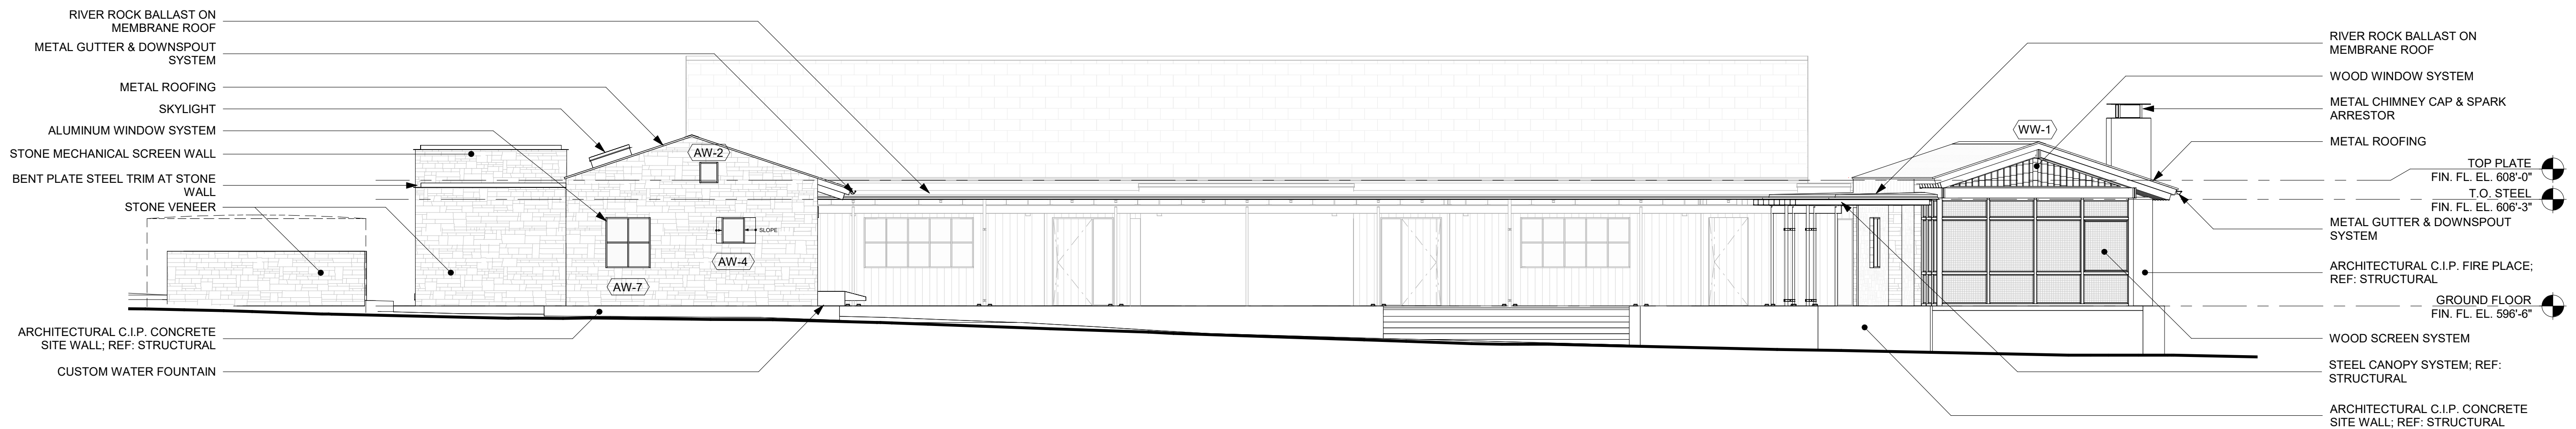 RIVER ROCK BALLAST ON
MEMBRANE ROOF
METAL GUTTER & DOWNSPOUT
SYSTEM
METAL ROOFING
SKYLIGHT
ALUMINUM WINDOW SYSTEM
STONE MECHANICAL SCREEN WALL
BENT PLATE STEEL TRIM AT STONE
WALL
STONE VENEER
ARCHITECTURAL C.I.P. CONCRETE
SITE WALL; REF: STRUCTURAL
CUSTOM WATER FOUNTAIN
AW-2
SLOPE
AW-4
AW-7
WW-1
RIVER ROCK BALLAST ON
MEMBRANE ROOF
WOOD WINDOW SYSTEM
METAL CHIMNEY CAP & SPARK
ARRESTOR
METAL ROOFING
TOP PLATE
FIN. FL. EL. 608'-0"
T.O. STEEL
FIN. FL. EL. 606'-3"
METAL GUTTER & DOWNSPOUT
SYSTEM
ARCHITECTURAL C.I.P. FIRE PLACE;
REF: STRUCTURAL
GROUND FLOOR
FIN. FL. EL. 596'-6"
WOOD SCREEN SYSTEM
STEEL CANOPY SYSTEM; REF:
STRUCTURAL
ARCHITECTURAL C.I.P. CONCRETE
SITE WALL; REF: STRUCTURAL